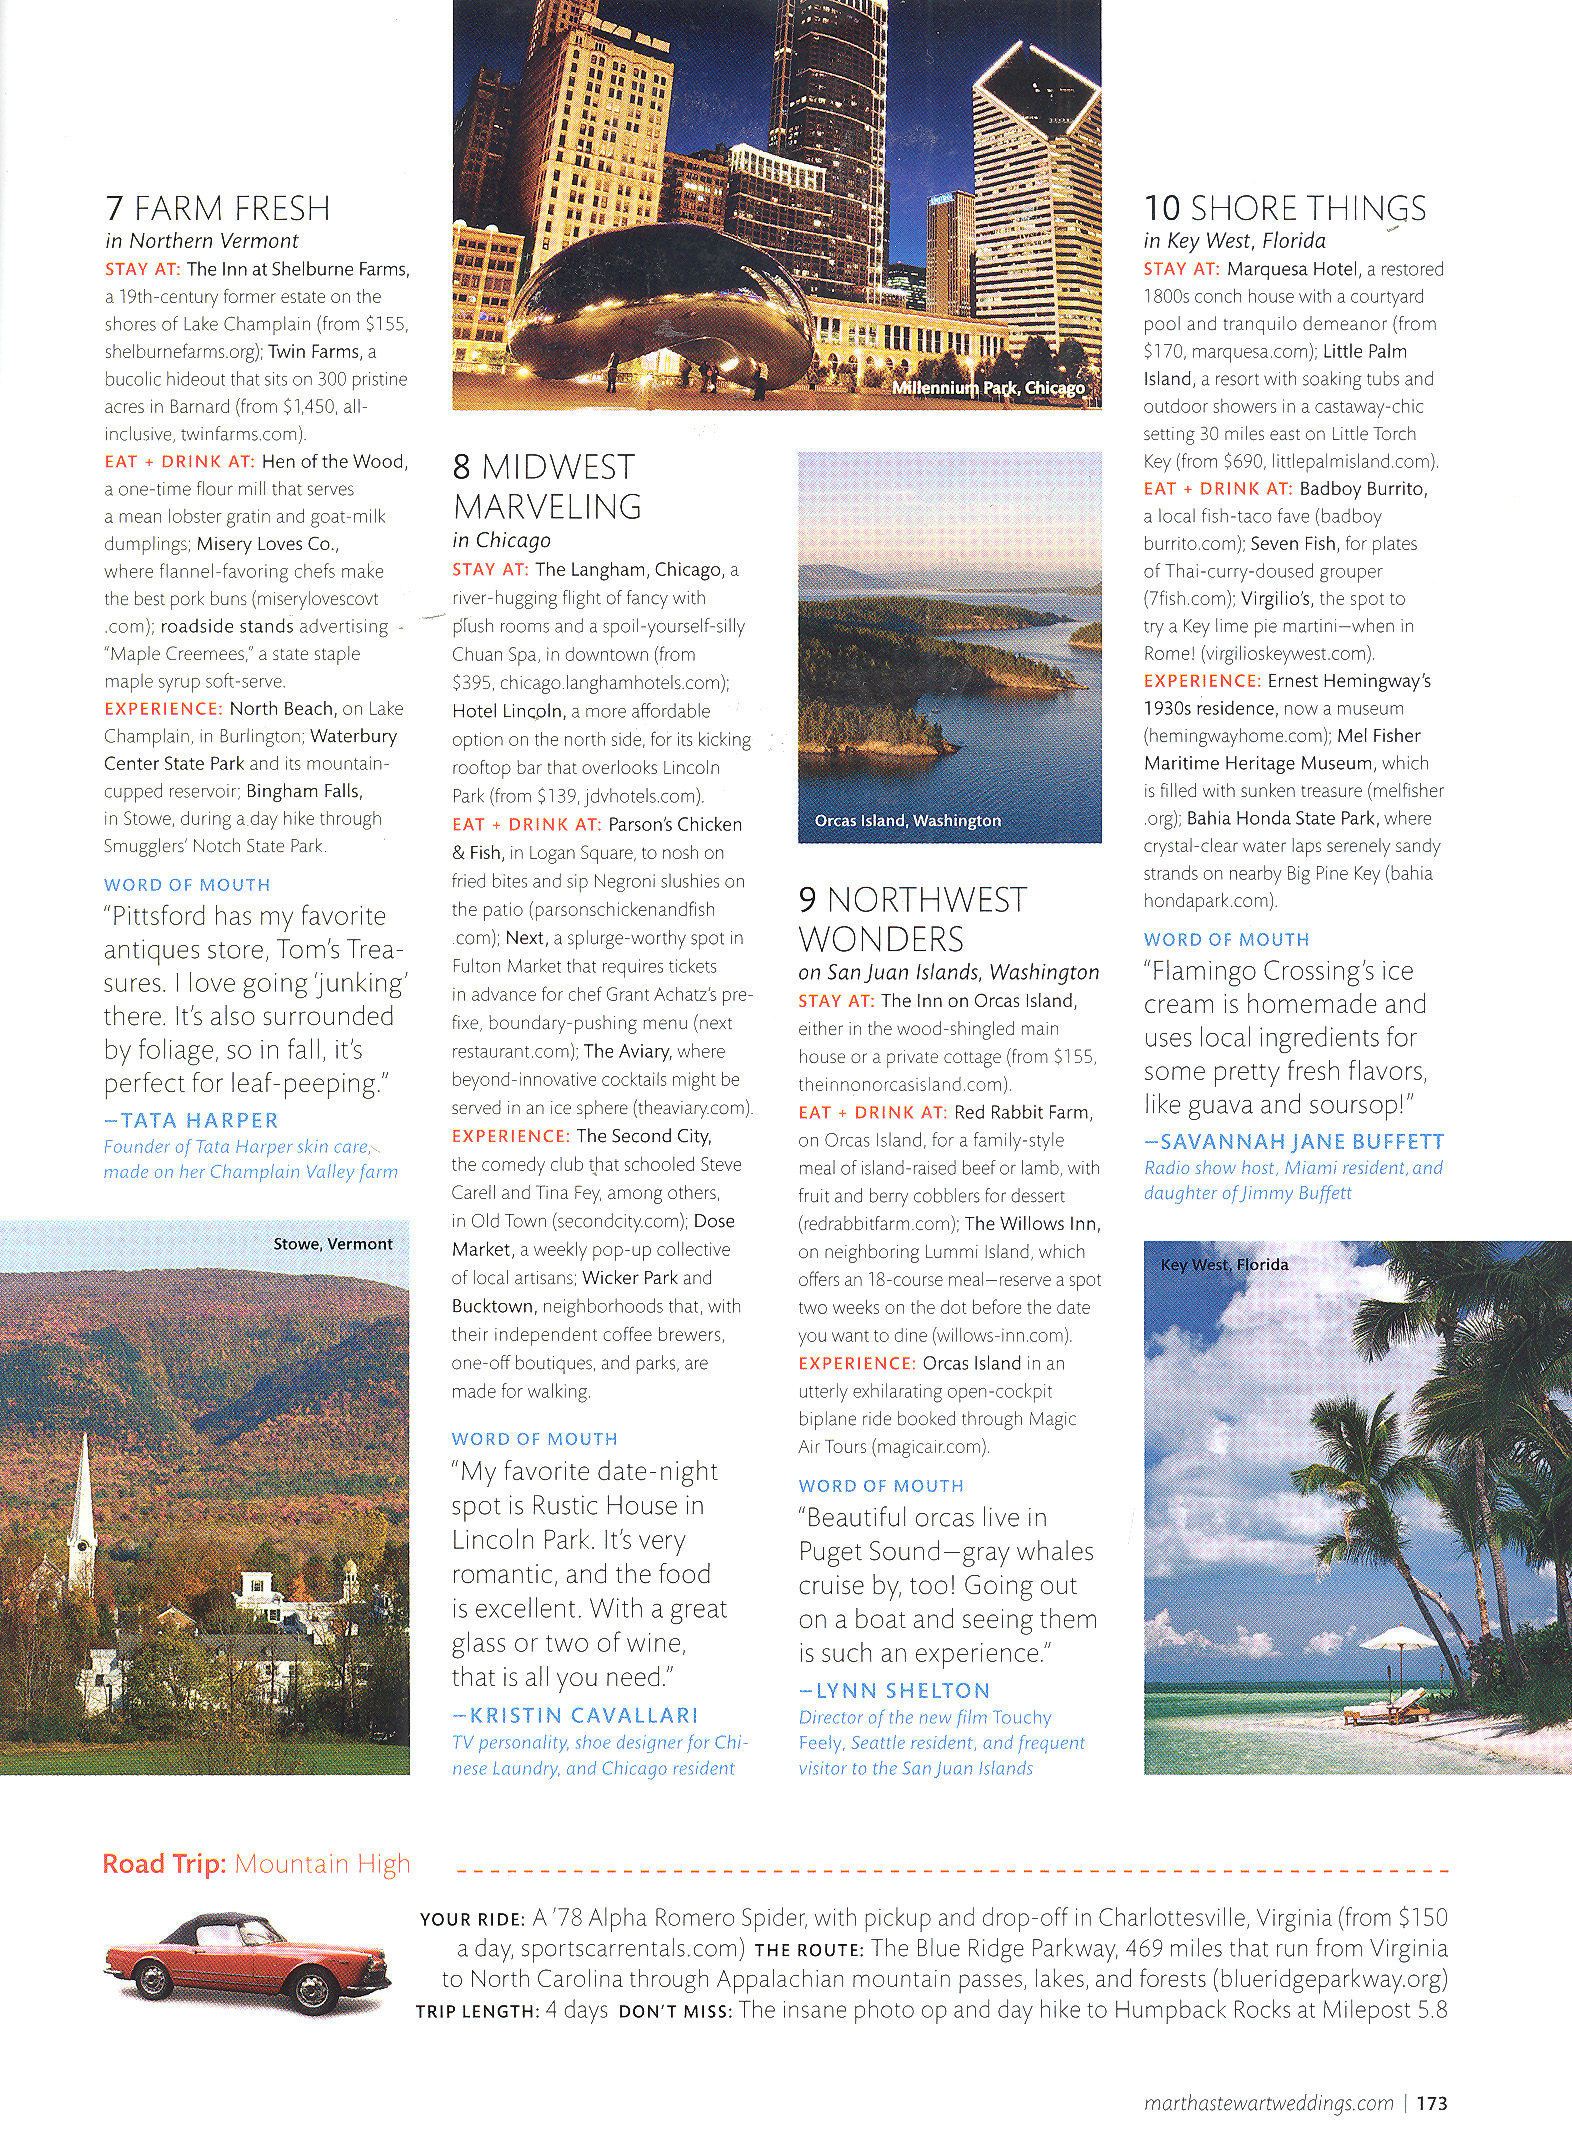 7 FARM FRESH
in Northern Vermont
STAY AT: The Inn at Shelburne Farms,
a 19th-century former estate on the
shores of Lake Champlain (from $155,
shelburnefarms.org); Twin Farms, a
bucolic hideout that sits on 300 pristine
acres in Barnard (from $1,450, all-
inclusive, twinfarms.com).
EAT + DRINK AT: Hen of the Wood,
a one-time flour mill that serves
a mean lobster gratin and goat-milk
dumplings; Misery Loves Co.,
where flannel-favoring chefs make
the best pork buns (miserylovescovt
.com); roadside stands advertising
“Maple Creemees,” a state staple
maple syrup soft-serve.
EXPERIENCE: North Beach, on Lake
Champlain, in Burlington; Waterbury
Center State Park and its mountain-
cupped reservoir; Bingham Falls,
in Stowe, during a day hike through
Smugglers’ Notch State Park.
WORD OF MOUTH
“Pittsford has my favorite
antiques store, Tom’s Trea-
sures. I love going ‘junking’
there. It’s also surrounded
by foliage, so in fall, it’s
perfect for leaf-peeping.”
—TATA HARPER
Founder of Tata Harper skin care,
made on her Champlain Valley farm
Stowe, Vermont
Millennium Park, Chicago
8 MIDWEST
MARVELING
in Chicago
STAY AT: The Langham, Chicago, a
river-hugging flight of fancy with
plush rooms and a spoil-yourself-silly
Chuan Spa, in downtown (from
$395, chicago.langhamhotels.com);
Hotel Lincoln, a more affordable
option on the north side, for its kicking
rooftop bar that overlooks Lincoln
Park (from $139, jdvhotels.com).
EAT + DRINK AT: Parson’s Chicken
& Fish, in Logan Square, to nosh on
fried bites and sip Negroni slushies on
the patio (parsonschickenandfish
.com); Next, a splurge-worthy spot in
Fulton Market that requires tickets
in advance for chef Grant Achatz’s pre-
fixe, boundary-pushing menu (next
restaurant.com); The Aviary, where
beyond-innovative cocktails might be
served in an ice sphere (theaviary.com).
EXPERIENCE: The Second City,
the comedy club that schooled Steve
Carell and Tina Fey, among others,
in Old Town (secondcity.com); Dose
Market, a weekly pop-up collective
of local artisans; Wicker Park and
Bucktown, neighborhoods that, with
their independent coffee brewers,
one-off boutiques, and parks, are
made for walking.
WORD OF MOUTH
“My favorite date-night
spot is Rustic House in
Lincoln Park. It’s very
romantic, and the food
is excellent. With a great
glass or two of wine,
that is all you need.”
—KRISTIN CAVALLARI
TV personality, shoe designer for Chi-
nese Laundry, and Chicago resident
Orcas Island, Washington
9 NORTHWEST
WONDERS
on San Juan Islands, Washington
STAY AT: The Inn on Orcas Island,
either in the wood-shingled main
house or a private cottage (from $155,
theinnonorcasisland.com).
EAT + DRINK AT: Red Rabbit Farm,
on Orcas Island, for a family-style
meal of island-raised beef or lamb, with
fruit and berry cobblers for dessert
(redrabbitfarm.com); The Willows Inn,
on neighboring Lummi Island, which
offers an 18-course meal—reserve a spot
two weeks on the dot before the date
you want to dine (willows-inn.com).
EXPERIENCE: Orcas Island in an
utterly exhilarating open-cockpit
biplane ride booked through Magic
Air Tours (magicair.com).
WORD OF MOUTH
“Beautiful orcas live in
Puget Sound—gray whales
cruise by, too! Going out
on a boat and seeing them
is such an experience.”
—LYNN SHELTON
Director of the new film Touchy
Feely, Seattle resident, and frequent
visitor to the San Juan Islands
10 SHORE THINGS
in Key West, Florida
STAY AT: Marquesa Hotel, a restored
1800s conch house with a courtyard
pool and tranquilo demeanor (from
$170, marquesa.com); Little Palm
Island, a resort with soaking tubs and
outdoor showers in a castaway-chic
setting 30 miles east on Little Torch
Key (from $690, littlepalmisland.com).
EAT + DRINK AT: Badboy Burrito,
a local fish-taco fave (badboy
burrito.com); Seven Fish, for plates
of Thai-curry-doused grouper
(7fish.com); Virgilio’s, the spot to
try a Key lime pie martini—when in
Rome! (virgilioskeywest.com).
EXPERIENCE: Ernest Hemingway’s
1930s residence, now a museum
(hemingwayhome.com); Mel Fisher
Maritime Heritage Museum, which
is filled with sunken treasure (melfisher
.org); Bahia Honda State Park, where
crystal-clear water laps serenely sandy
strands on nearby Big Pine Key (bahia
hondapark.com).
WORD OF MOUTH
“Flamingo Crossing’s ice
cream is homemade and
uses local ingredients for
some pretty fresh flavors,
like guava and soursop!”
—SAVANNAH JANE BUFFETT
Radio show host, Miami resident, and
daughter of Jimmy Buffett
Key West, Florida
Road Trip: Mountain High
YOUR RIDE: A ’78 Alpha Romero Spider, with pickup and drop-off in Charlottesville, Virginia (from $150
a day, sportscarrentals.com) THE ROUTE: The Blue Ridge Parkway, 469 miles that run from Virginia
to North Carolina through Appalachian mountain passes, lakes, and forests (blueridgeparkway.org)
TRIP LENGTH: 4 days DON’T MISS: The insane photo op and day hike to Humpback Rocks at Milepost 5.8
marthastewartweddings.com | 173